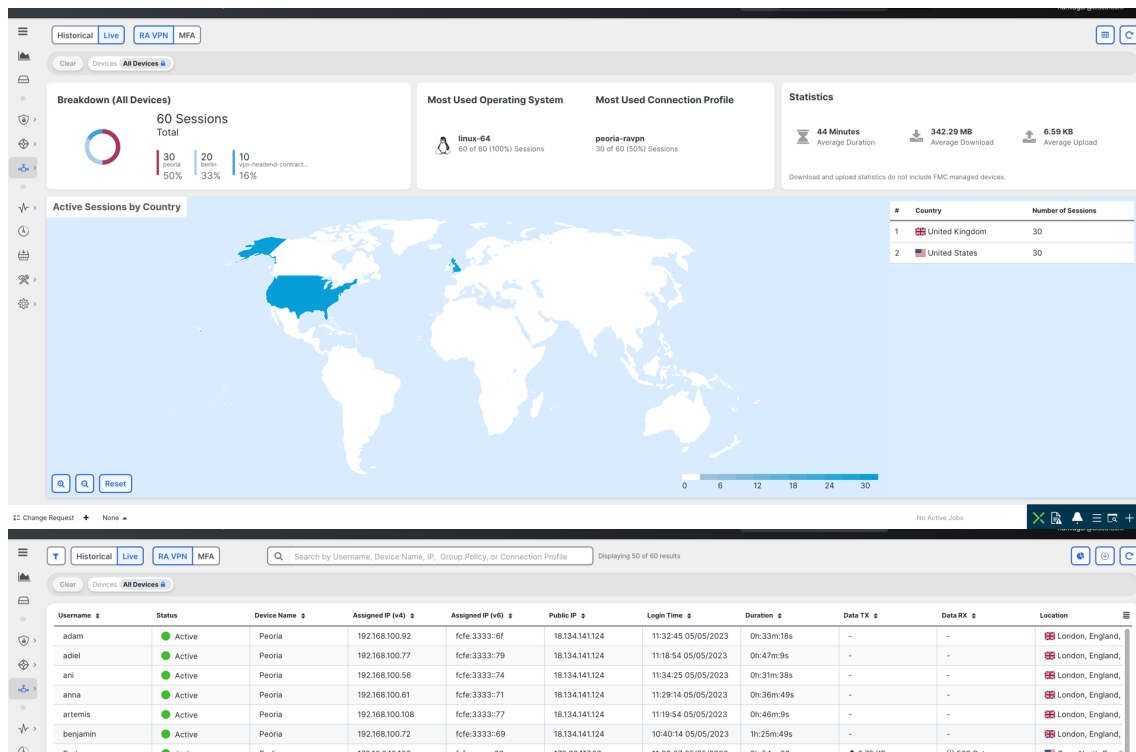 Historical Live RA VPN MFA
Clear Devices All Devices
Breakdown (All Devices)
60 Sessions
Total
30 20 10
peoria berlin vpn-headend-contract...
50% 33% 16%
Most Used Operating System Most Used Connection Profile
linux-64 peoria-ravpn
60 of 60 (100%) Sessions 30 of 60 (50%) Sessions
Statistics
44 Minutes 342.29 MB 6.59 KB
Average Duration Average Download Average Upload
Download and upload statistics do not include FMC managed devices.
Active Sessions by Country
# Country Number of Sessions
1 United Kingdom 30
2 United States 30
Reset
0 6 12 18 24 30
Change Request + None No Active Jobs
Historical Live RA VPN MFA Search by Username, Device Name, IP, Group Policy, or Connection Profile Displaying 50 of 60 results
Clear Devices All Devices
Username Status Device Name Assigned IP (v4) Assigned IP (v6) Public IP Login Time Duration Data TX Data RX Location
adam Active Peoria 192.168.100.92 fcfe:3333::6f 18.134.141.124 11:32:45 05/05/2023 0h:33m:18s - - London, England,
adiel Active Peoria 192.168.100.77 fcfe:3333::79 18.134.141.124 11:18:54 05/05/2023 0h:47m:9s - - London, England,
ani Active Peoria 192.168.100.56 fcfe:3333::74 18.134.141.124 11:34:25 05/05/2023 0h:31m:38s - - London, England,
anna Active Peoria 192.168.100.61 fcfe:3333::71 18.134.141.124 11:29:14 05/05/2023 0h:36m:49s - - London, England,
artemis Active Peoria 192.168.100.108 fcfe:3333::77 18.134.141.124 11:19:54 05/05/2023 0h:46m:9s - - London, England,
benjamin Active Peoria 192.168.100.72 fcfe:3333::69 18.134.141.124 10:40:14 05/05/2023 1h:25m:49s - - London, England,